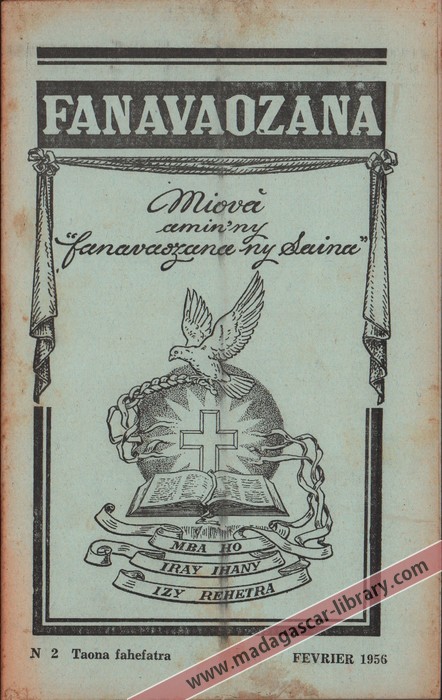 FANAVAOZANA
Miovà
amin'ny
"fanavaozana ny Saina"
MBA HO
IRAY IHANY
IZY REHETRA
N 2 Taona fahefatra
FEVRIER 1956
www.madagascar-library.com